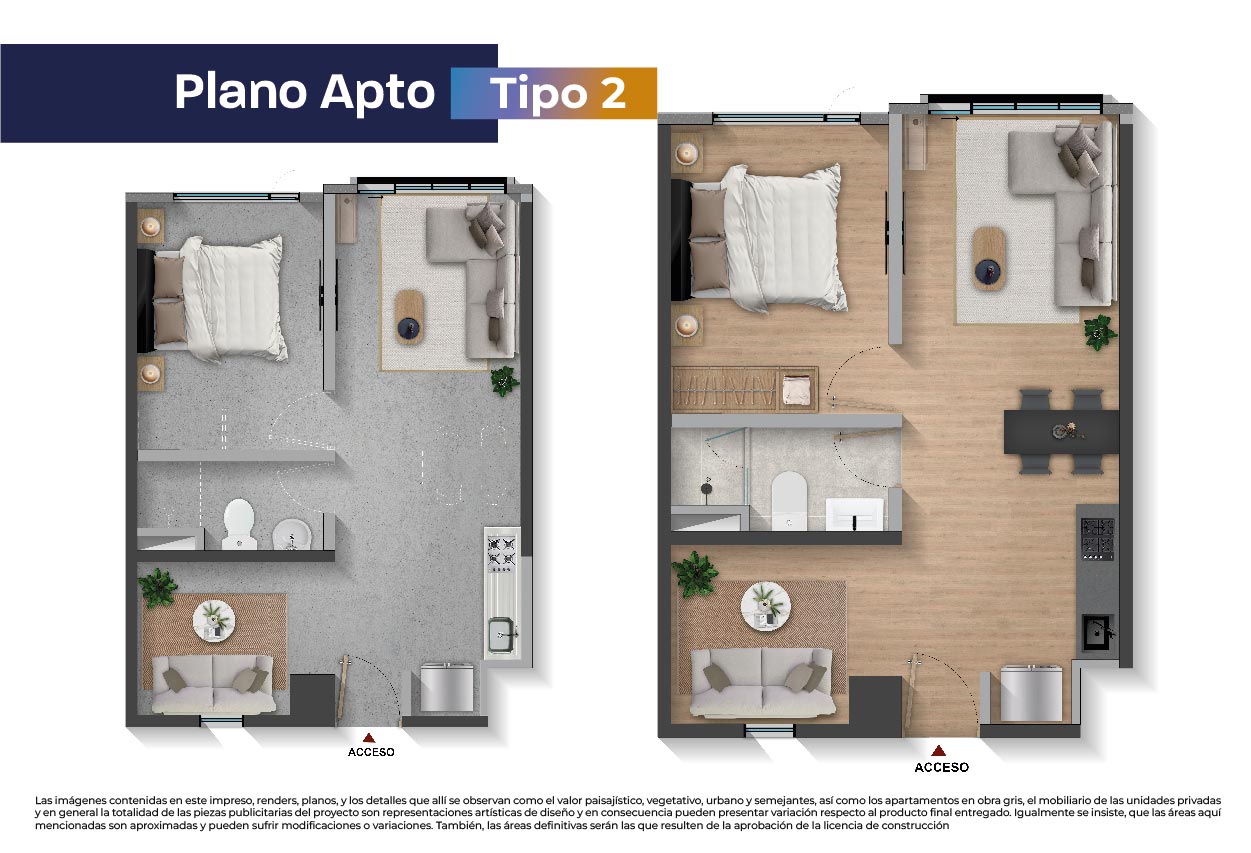 Plano Apto Tipo 2
ACCESO
ACCESO
Las imágenes contenidas en este impreso, renders, planos, y los detalles que allí se observan como el valor paisajístico, vegetativo, urbano y semejantes, así como los apartamentos en obra gris, el mobiliario de las unidades privadas
y en general la totalidad de las piezas publicitarias del proyecto son representaciones artísticas de diseño y en consecuencia pueden presentar variación respecto al producto final entregado. Igualmente se insiste, que las áreas aquí
mencionadas son aproximadas y pueden sufrir modificaciones o variaciones. También, las áreas definitivas serán las que resulten de la aprobación de la licencia de construcción